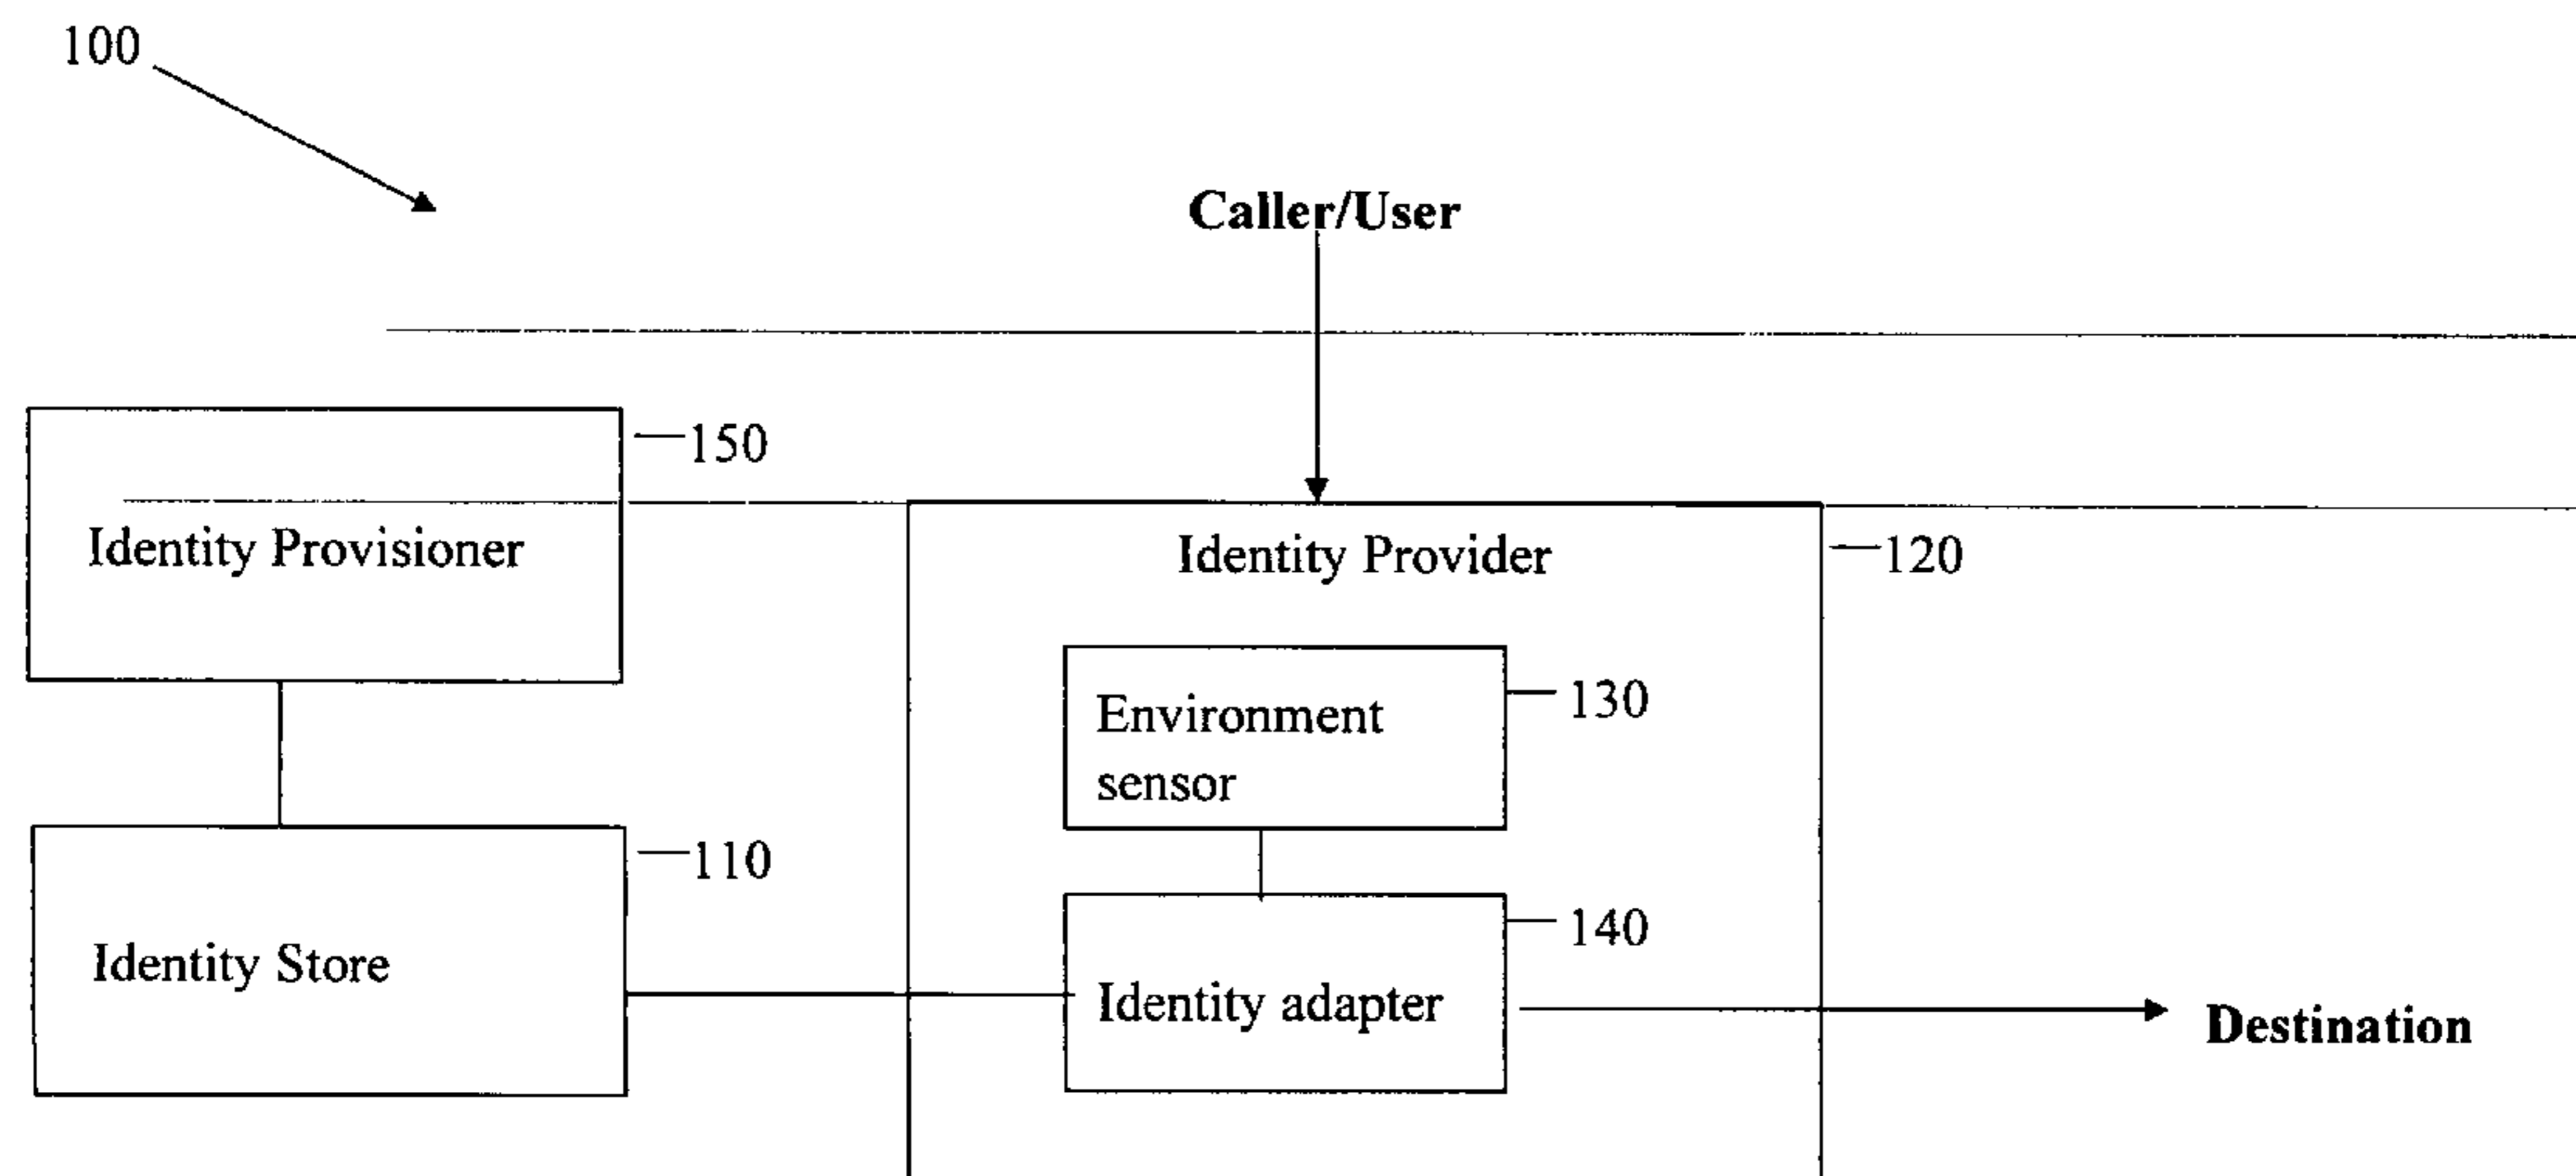 100
Caller/User
150
Identity Provisioner
Identity Provider
120
Environment
sensor
130
110
Identity Store
140
Identity adapter
Destination